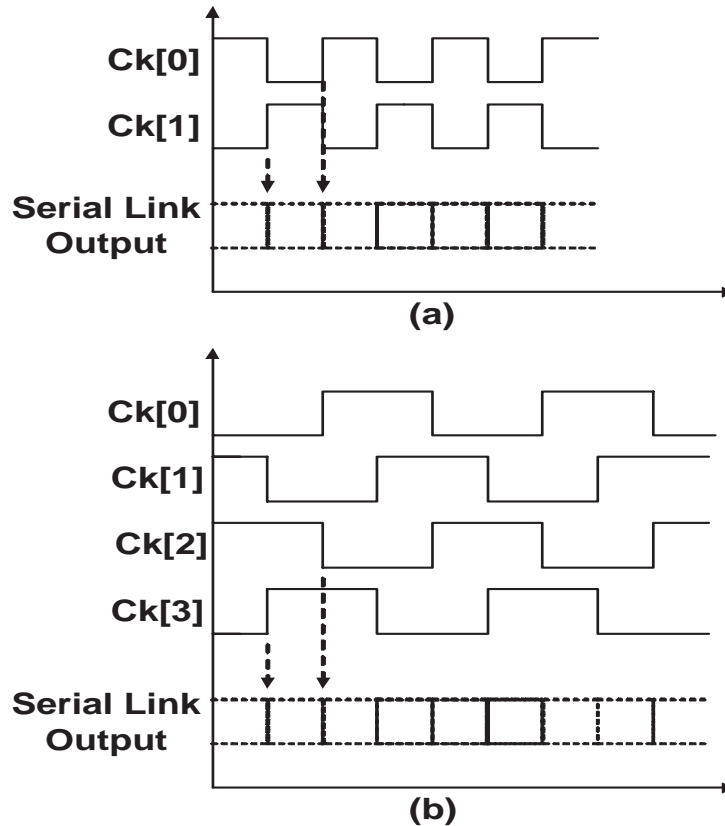 Ck[0]
Ck[1]
Serial Link
Output
(a)
Ck[0]
Ck[1]
Ck[2]
Ck[3]
Serial Link
Output
(b)